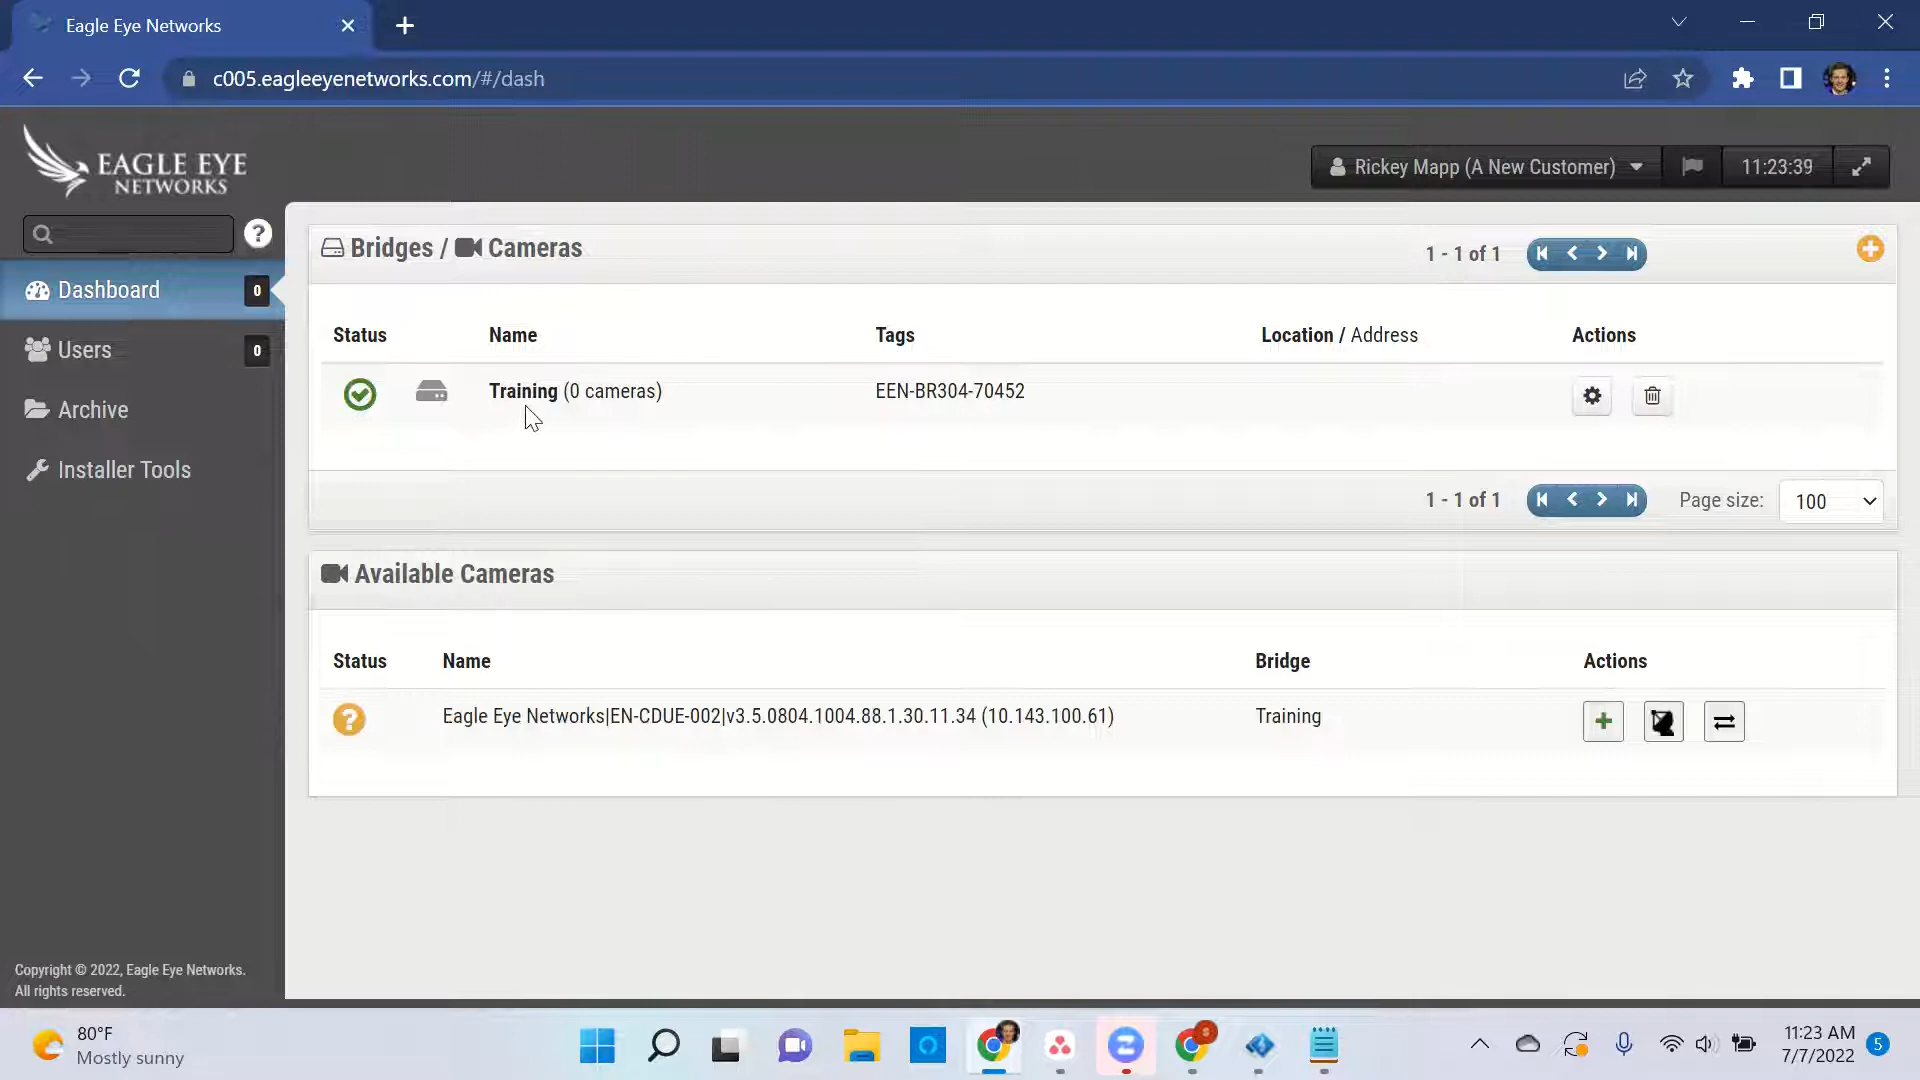 Eagle Eye Networks
c005.eagleeyenetworks.com/#/dash
EAGLE EYE
NETWORKS
Rickey Mapp (A New Customer)
11:23:39
?
Dashboard
0
Users
0
Archive
Installer Tools
Bridges / Cameras
1 - 1 of 1
Status
Name
Tags
Location / Address
Actions
Training (0 cameras)
EEN-BR304-70452
1 - 1 of 1
Page size:
100
Available Cameras
Status
Name
Bridge
Actions
?
Eagle Eye Networks|EN-CDUE-002|v3.5.0804.1004.88.1.30.11.34 (10.143.100.61)
Training
Copyright © 2022, Eagle Eye Networks.
All rights reserved.
80°F
Mostly sunny
11:23 AM
7/7/2022
5